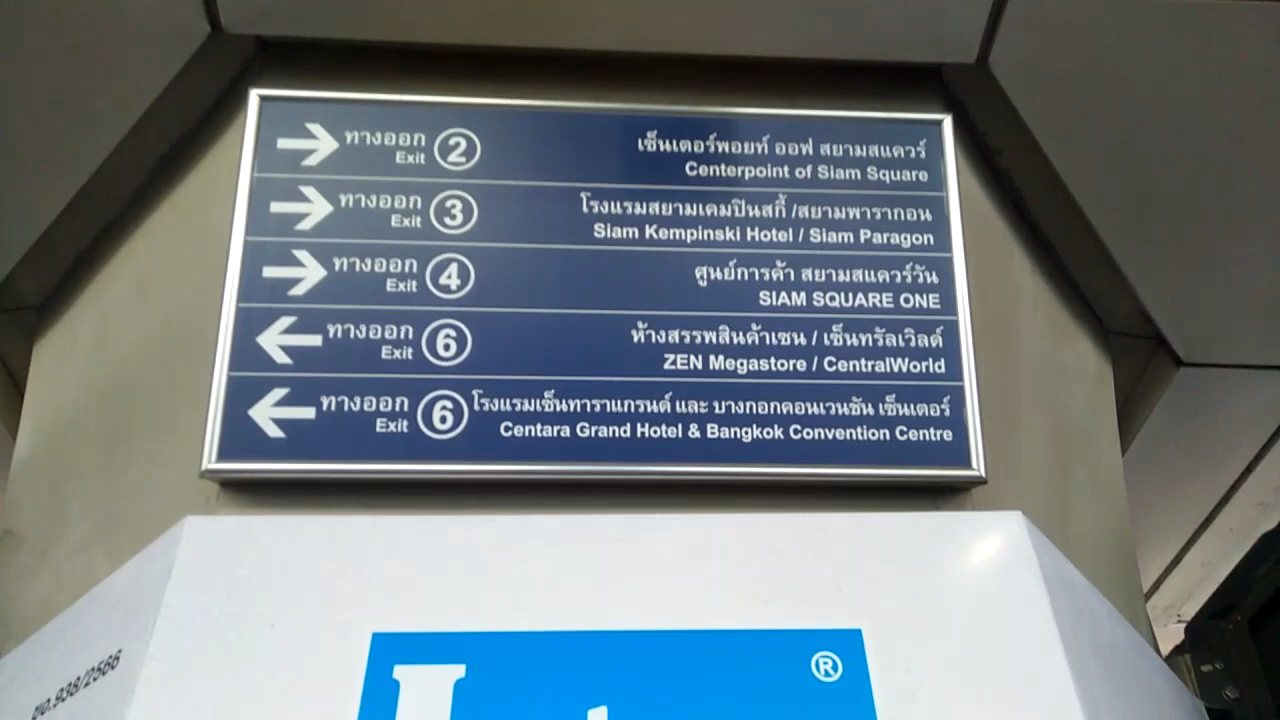 ทางออก
Exit 2
เซ็นเตอร์พอยท์ ออฟ สยามสแควร์
Centerpoint of Siam Square
ทางออก
Exit 3
โรงแรมสยามเคมปินสกี้ /สยามพารากอน
Siam Kempinski Hotel / Siam Paragon
ทางออก
Exit 4
ศูนย์การค้า สยามสแควร์วัน
SIAM SQUARE ONE
ทางออก
Exit 6
ห้างสรรพสินค้าเซน / เซ็นทรัลเวิลด์
ZEN Megastore / CentralWorld
ทางออก
Exit 6
โรงแรมเซ็นทาราแกรนด์ และ บางกอกคอนเวนชัน เซ็นเตอร์
Centara Grand Hotel & Bangkok Convention Centre
®
938/2566